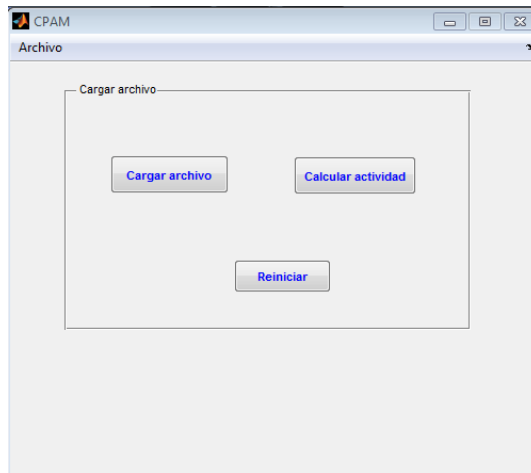 CPAM
Archivo
Cargar archivo
Cargar archivo
Calcular actividad
Reiniciar